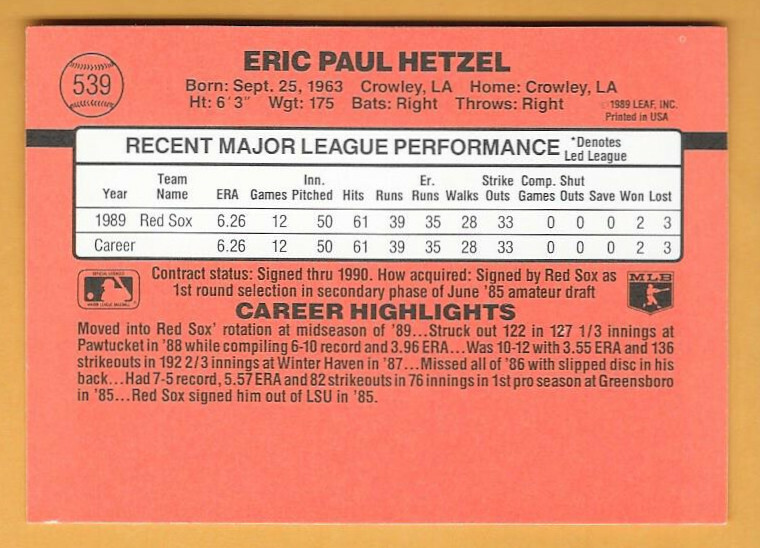 539
ERIC PAUL HETZEL
Born: Sept. 25, 1963 Crowley, LA Home: Crowley, LA
Ht: 6'3" Wgt: 175 Bats: Right Throws: Right
©1989 LEAF, INC.
Printed in USA
RECENT MAJOR LEAGUE PERFORMANCE *Denotes Led League
Year Team Name ERA Games Inn. Pitched Hits Runs Er. Runs Walks Strike Outs Comp. Games Shut Outs Save Won Lost
1989 Red Sox 6.26 12 50 61 39 35 28 33 0 0 0 2 3
Career 6.26 12 50 61 39 35 28 33 0 0 0 2 3
Contract status: Signed thru 1990. How acquired: Signed by Red Sox as
1st round selection in secondary phase of June '85 amateur draft
MLB
CAREER HIGHLIGHTS
Moved into Red Sox' rotation at midseason of '89...Struck out 122 in 127 1/3 innings at
Pawtucket in '88 while compiling 6-10 record and 3.96 ERA...Was 10-12 with 3.55 ERA and 136
strikeouts in 192 2/3 innings at Winter Haven in '87...Missed all of '86 with slipped disc in his
back...Had 7-5 record, 5.57 ERA and 82 strikeouts in 76 innings in 1st pro season at Greensboro
in '85...Red Sox signed him out of LSU in '85.